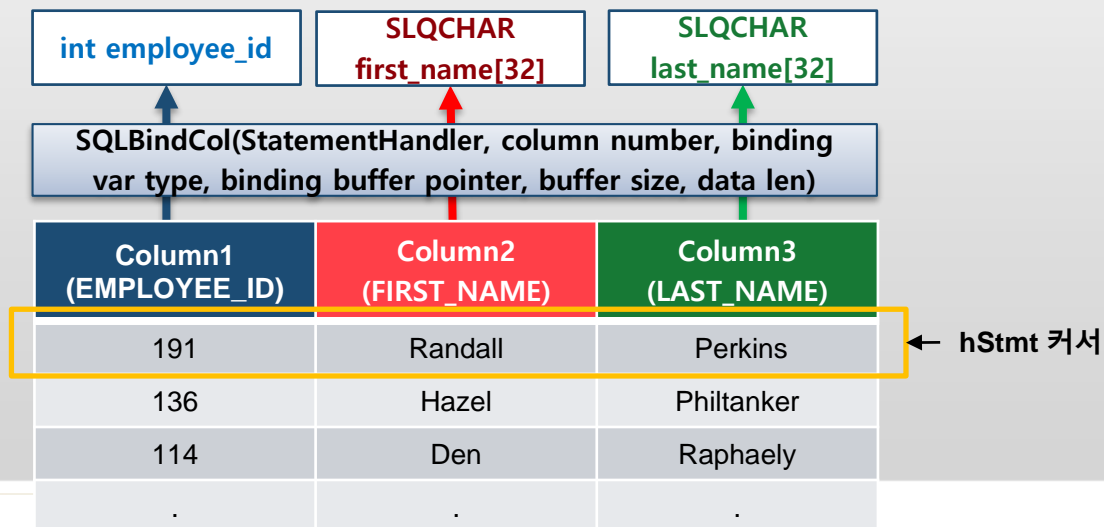 int employee_id
SLQCHAR
first_name[32]
SLQCHAR
last_name[32]
SQLBindCol(StatementHandler, column number, binding
var type, binding buffer pointer, buffer size, data len)
Column1
(EMPLOYEE_ID)
Column2
(FIRST_NAME)
Column3
(LAST_NAME)
191 Randall Perkins
hStmt 커서
136 Hazel Philtanker
114 Den Raphaely
. . .